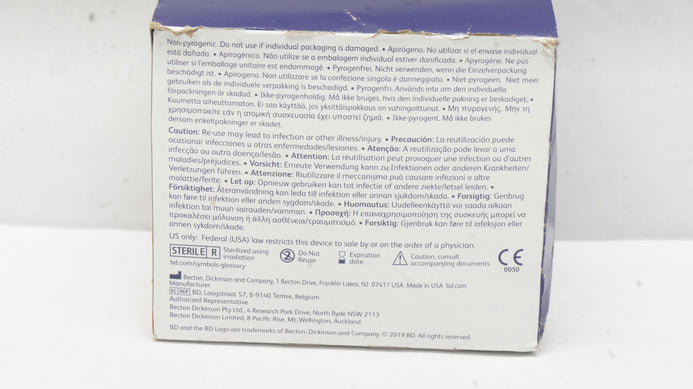 Non-pyrogenic. Do not use if individual packaging is damaged. • Apirógeno. No utilizar si el envase individual
está dañado. • Apirogênico. Não utilize se a embalagem individual estiver danificada. • Apyrogène. Ne pas
utiliser si l'emballage unitaire est endommagé. • Pyrogenfrei. Nicht verwenden, wenn die Einzelverpackung
beschädigt ist. • Apirogeno. Non utilizzare se la confezione singola è danneggiata. • Niet-pyrogeen. Niet meer
gebruiken als de individuele verpakking is beschadigd. • Pyrogenfri. Används inte om den individuella
förpackningen är skadad. • Ikke-pyrogenholdig. Må ikke bruges, hvis den individuelle pakning er beskadiget. •
Kuumetta aiheuttamaton. Ei saa käyttää, jos yksittäispakkaus on vahingoittunut. • Μη πυρετογενής. Μην τη
χρησιμοποιείτε εάν η ατομική συσκευασία έχει υποστεί ζημιά. • Ikke-pyrogent. Må ikke brukes
dersom enkeltpakninger er skadet.
Caution: Re-use may lead to infection or other illness/injury. • Precaución: La reutilización puede
ocasionar infecciones u otras enfermedades/lesiones. • Atenção: A reutilização pode levar a uma
infecção ou outra doença/lesão. • Attention: La réutilisation peut provoquer une infection ou d'autres
maladies/préjudices. • Vorsicht: Erneute Verwendung kann zu Infektionen oder anderen Krankheiten/
Verletzungen führen. • Attenzione: Riutilizzare il meccanismo può causare infezioni o altre
malattie/ferite. • Let op: Opnieuw gebruiken kan tot infectie of andere ziekte/letsel leiden. •
Försiktighet: Återanvändning kan leda till infektion eller annan sjukdom/skada. • Forsigtig: Genbrug
kan føre til infektion eller anden sygdom/skade. • Huomautus: Uudelleenkäyttö voi saada aikaan
infektion tai muun sairauden/vamman. • Προσοχή: Η επαναχρησιμοποίηση της συσκευής μπορεί να
προκαλέσει μόλυνση ή άλλη ασθένεια/τραυματισμό. • Forsiktig: Gjenbruk kan føre til infeksjon eller
annen sykdom/skade.
US only: Federal (USA) law restricts this device to sale by or on the order of a physician.
STERILE R Sterilized using irradiation Do Not Reuse Expiration date Caution, consult accompanying documents CE 0050
bd.com/symbols-glossary
Becton, Dickinson and Company, 1 Becton Drive, Franklin Lakes, NJ 07417 USA Made in USA bd.com
Manufacturer
EC REP BD, Laagstraat 57, B-9140 Temse, Belgium
Authorized Representative
Becton Dickinson Pty Ltd., 4 Research Park Drive, North Ryde NSW 2113
Becton Dickinson Limited, 8 Pacific Rise, Mt. Wellington, Auckland
BD and the BD Logo are trademarks of Becton, Dickinson and Company. © 2019 BD. All rights reserved.